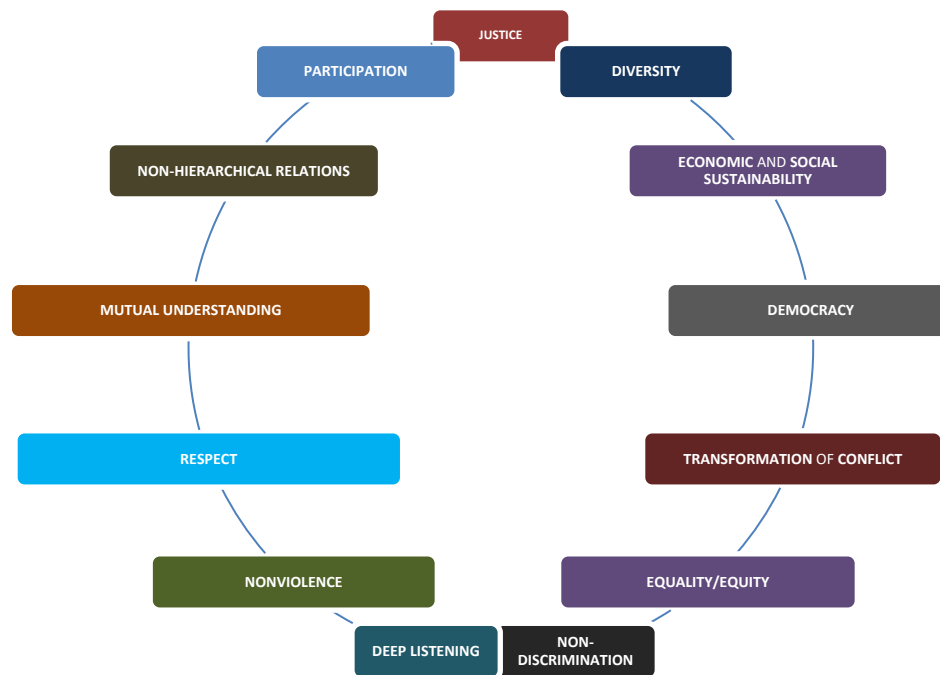 JUSTICE
PARTICIPATION
DIVERSITY
NON-HIERARCHICAL RELATIONS
ECONOMIC AND SOCIAL
SUSTAINABILITY
MUTUAL UNDERSTANDING
DEMOCRACY
RESPECT
TRANSFORMATION OF CONFLICT
NONVIOLENCE
EQUALITY/EQUITY
DEEP LISTENING
NON-
DISCRIMINATION